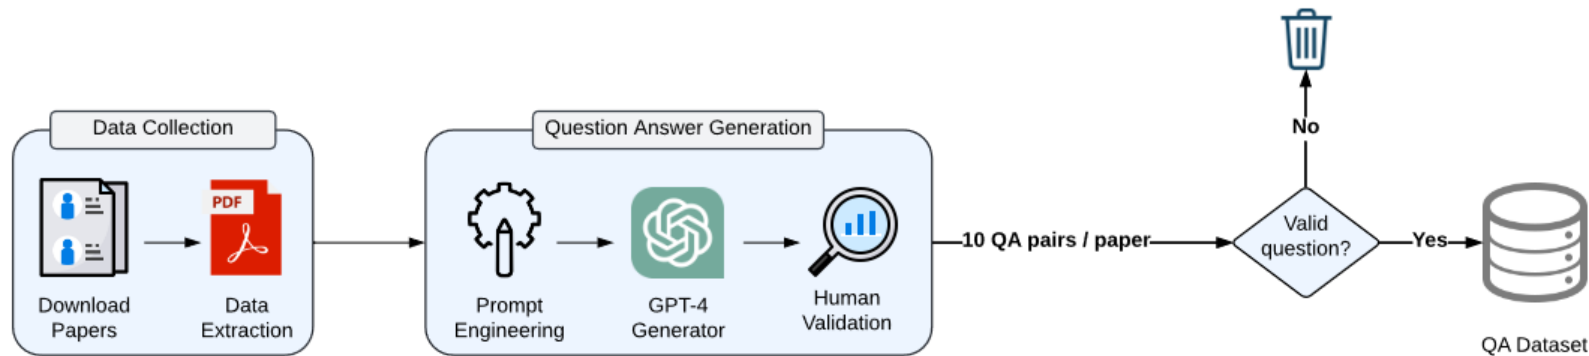 Data Collection
PDF
Download
Papers
Data
Extraction
Question Answer Generation
Prompt
Engineering
GPT-4
Generator
Human
Validation
10 QA pairs / paper
Valid
question?
No
Yes
QA Dataset